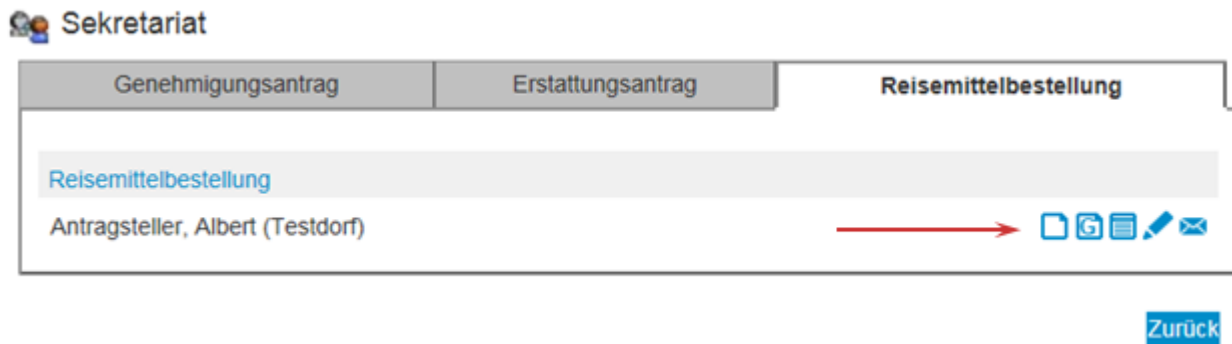 Sekretariat
Genehmigungsantrag Erstattungsantrag Reisemittelbestellung
Reisemittelbestellung
Antragsteller, Albert (Testdorf) G
Zurück